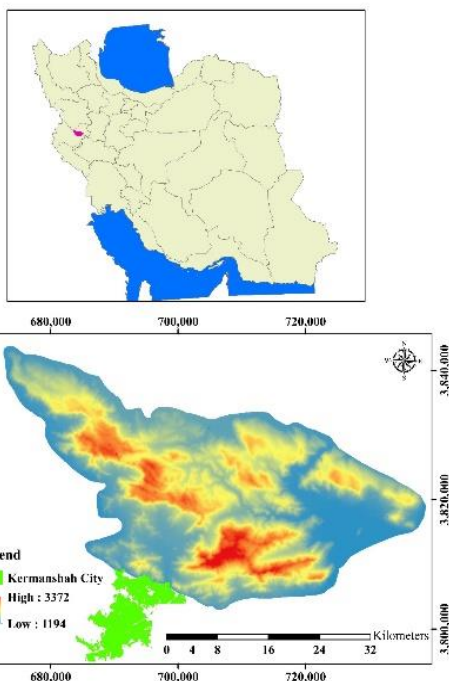 680,000 700,000 720,000
N
3,840,000
3,820,000
3,800,000
end
Kermanshah City
High : 3372
Low : 1194
0 4 8 16 24 32 Kilometers
680,000 700,000 720,000